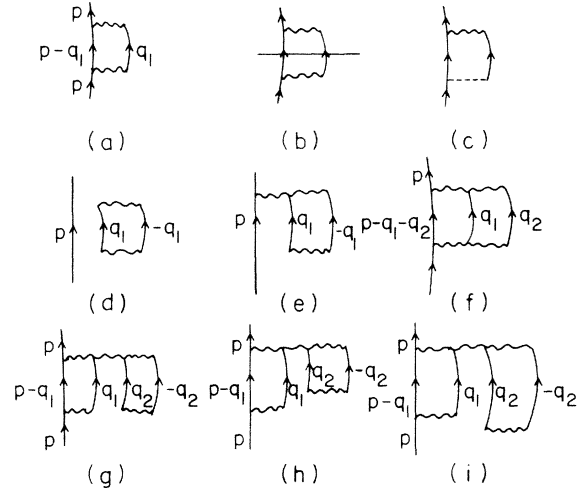 p
p – q₁ q₁
p
(a) (b) (c)
p
p q₁ -q₁ p q₁ -q₁ p-q₁-q₂ q₁ q₂
(d) (e) (f)
p p p
p-q₁ q₁ q₂ -q₂ p-q₁ q₁ q₂ -q₂ p-q₁ q₁ q₂ -q₂
p p p
(g) (h) (i)